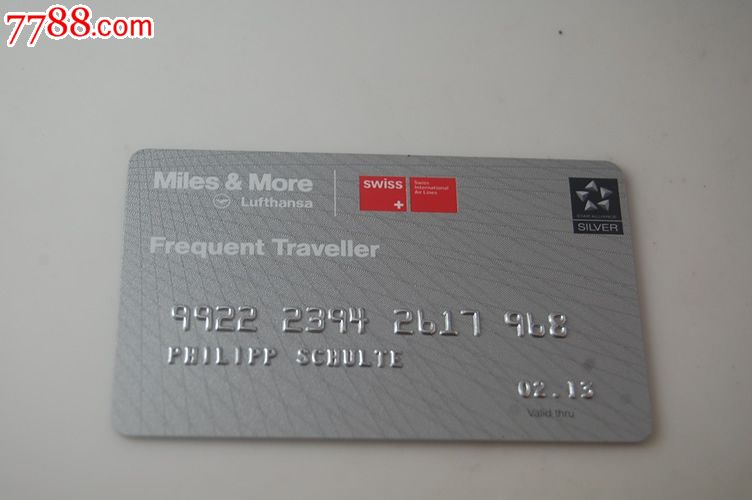 7788.com
Miles & More
Lufthansa
swiss
Swiss
International
Air Lines
STAR ALLIANCE
SILVER
Frequent Traveller
9922 2394 2617 968
PHILIPP SCHULTE
02.13
Valid thru